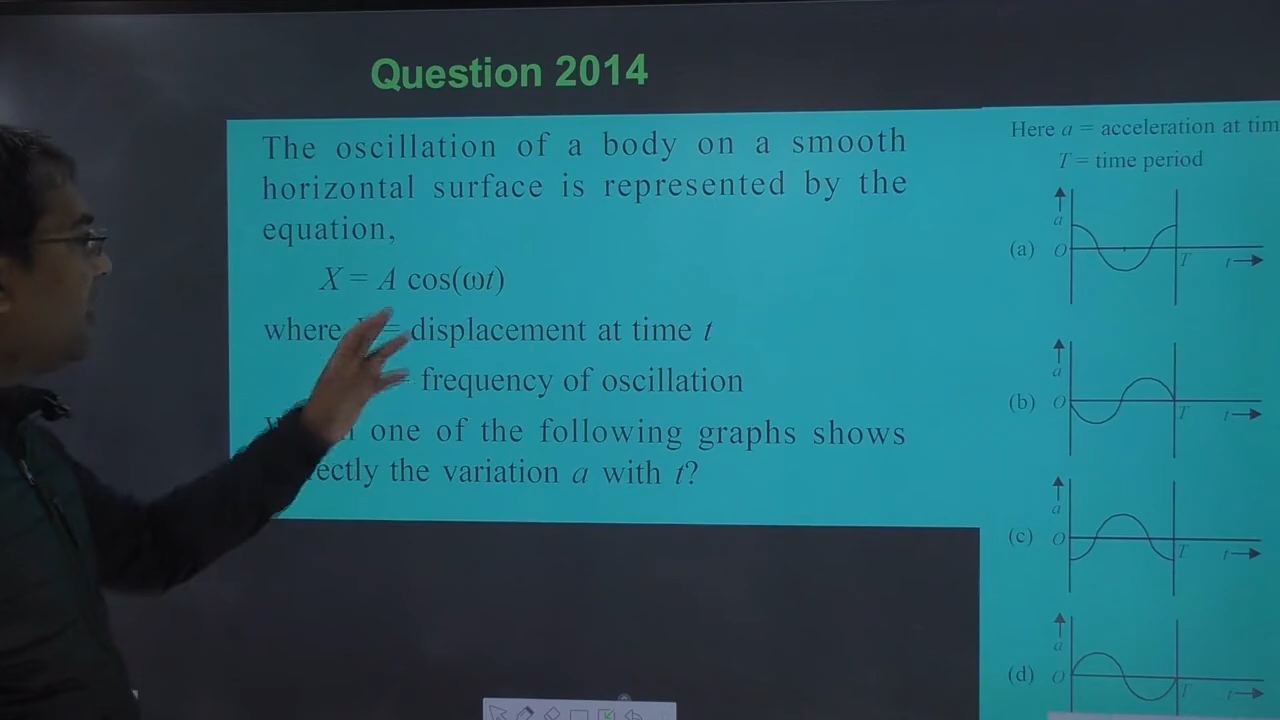 Question 2014
The oscillation of a body on a smooth
horizontal surface is represented by the
equation,
X = A cos(ωt)
where = displacement at time t
= frequency of oscillation
one of the following graphs shows
the variation a with t?
Here a = acceleration at
T = time period
(a) a O T t
(b) a O T t
(c) a O T t
(d) a O T t